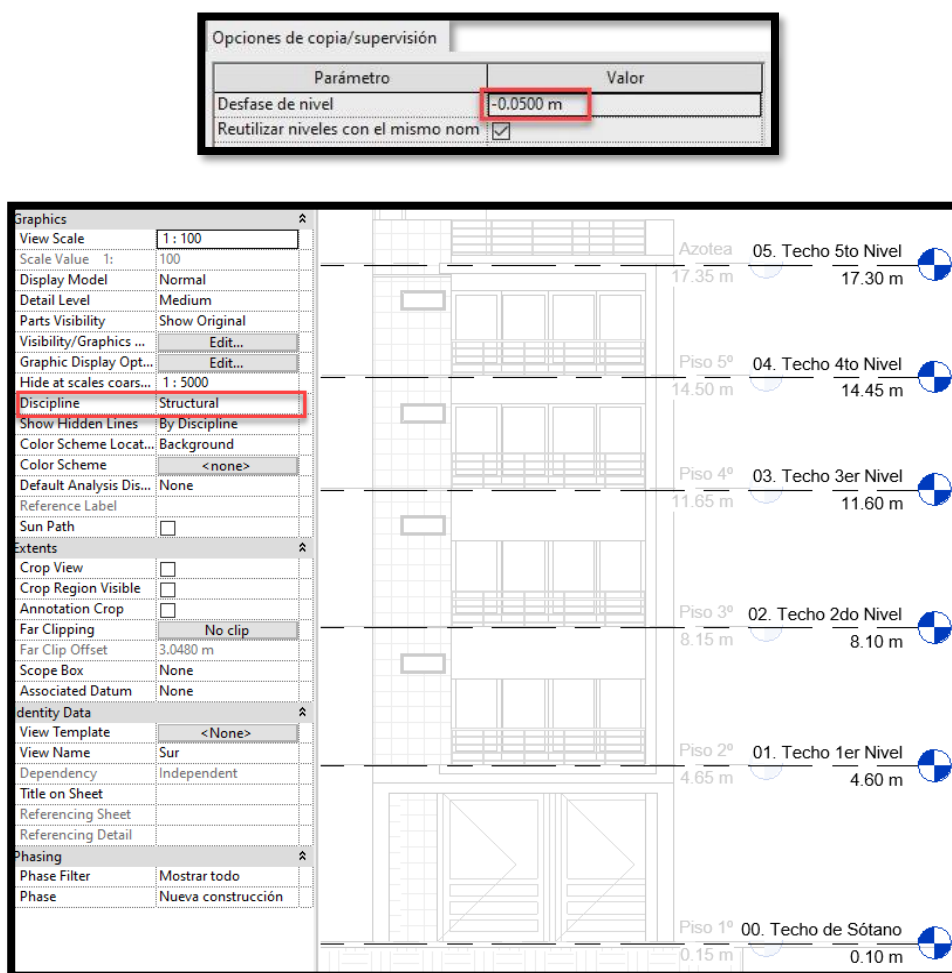 Opciones de copia/supervisión
Parámetro Valor
Desfase de nivel -0.0500 m
Reutilizar niveles con el mismo nom
Graphics
View Scale 1 : 100
Scale Value 1: 100
Display Model Normal
Detail Level Medium
Parts Visibility Show Original
Visibility/Graphics ... Edit...
Graphic Display Opt... Edit...
Hide at scales coars... 1 : 5000
Discipline Structural
Show Hidden Lines By Discipline
Color Scheme Locat... Background
Color Scheme <none>
Default Analysis Dis... None
Reference Label
Sun Path
Extents
Crop View
Crop Region Visible
Annotation Crop
Far Clipping No clip
Far Clip Offset 3.0480 m
Scope Box None
Associated Datum None
Identity Data
View Template <None>
View Name Sur
Dependency Independent
Title on Sheet
Referencing Sheet
Referencing Detail
Phasing
Phase Filter Mostrar todo
Phase Nueva construcción
Azotea 05. Techo 5to Nivel
17.35 m 17.30 m
Piso 5º 04. Techo 4to Nivel
14.50 m 14.45 m
Piso 4º 03. Techo 3er Nivel
11.65 m 11.60 m
Piso 3º 02. Techo 2do Nivel
8.15 m 8.10 m
Piso 2º 01. Techo 1er Nivel
4.65 m 4.60 m
Piso 1º 00. Techo de Sótano
0.15 m 0.10 m